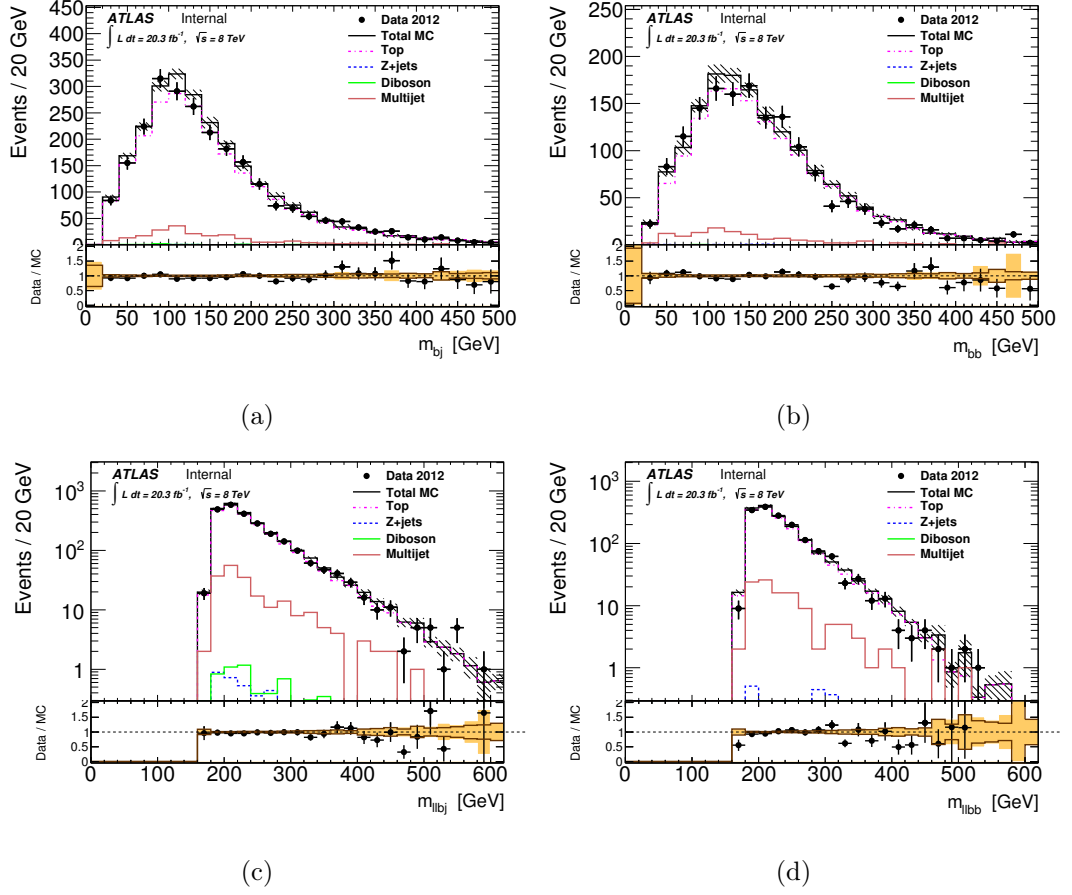 ATLAS Internal
∫ L dt = 20.3 fb⁻¹, √s = 8 TeV
Data 2012
Total MC
Top
Z+jets
Diboson
Multijet
Events / 20 GeV
450
400
350
300
250
200
150
100
50
Data / MC
2
1.5
1
0.5
0
0 50 100 150 200 250 300 350 400 450 500
m_bj [GeV]
(a)
ATLAS Internal
∫ L dt = 20.3 fb⁻¹, √s = 8 TeV
Data 2012
Total MC
Top
Z+jets
Diboson
Multijet
Events / 20 GeV
250
200
150
100
50
Data / MC
2
1.5
1
0.5
0
0 50 100 150 200 250 300 350 400 450 500
m_bb [GeV]
(b)
ATLAS Internal
∫ L dt = 20.3 fb⁻¹, √s = 8 TeV
Data 2012
Total MC
Top
Z+jets
Diboson
Multijet
Events / 20 GeV
10³
10²
10
1
Data / MC
2
1.5
1
0.5
0
0 100 200 300 400 500 600
m_llbj [GeV]
(c)
ATLAS Internal
∫ L dt = 20.3 fb⁻¹, √s = 8 TeV
Data 2012
Total MC
Top
Z+jets
Diboson
Multijet
Events / 20 GeV
10³
10²
10
1
Data / MC
2
1.5
1
0.5
0
0 100 200 300 400 500 600
m_llbb [GeV]
(d)